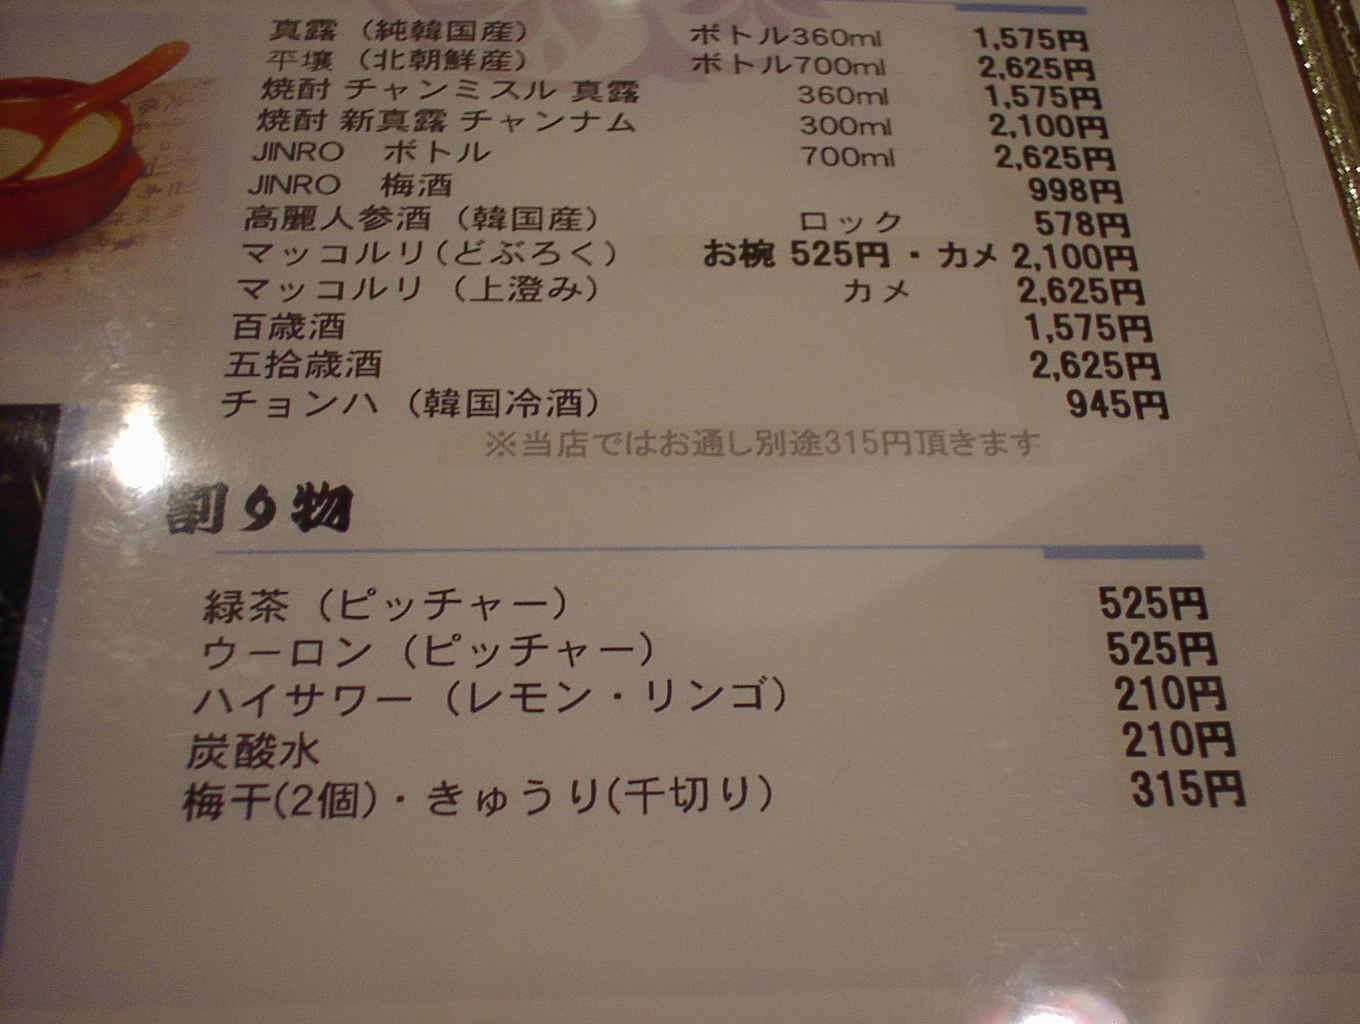 真露（純韓国産） ボトル360ml 1,575円
平壌（北朝鮮産） ボトル700ml 2,625円
焼酎 チャンミスル 真露 360ml 1,575円
焼酎 新真露 チャンナム 300ml 2,100円
JINRO　ボトル 700ml 2,625円
JINRO　梅酒 998円
高麗人参酒（韓国産） ロック 578円
マッコルリ(どぶろく） お椀 525円・カメ 2,100円
マッコルリ（上澄み） カメ 2,625円
百歳酒 1,575円
五拾歳酒 2,625円
チョンハ（韓国冷酒） 945円
※当店ではお通し別途315円頂きます
割り物
緑茶（ピッチャー） 525円
ウーロン（ピッチャー） 525円
ハイサワー（レモン・リンゴ） 210円
炭酸水 210円
梅干(2個)・きゅうり(千切り） 315円